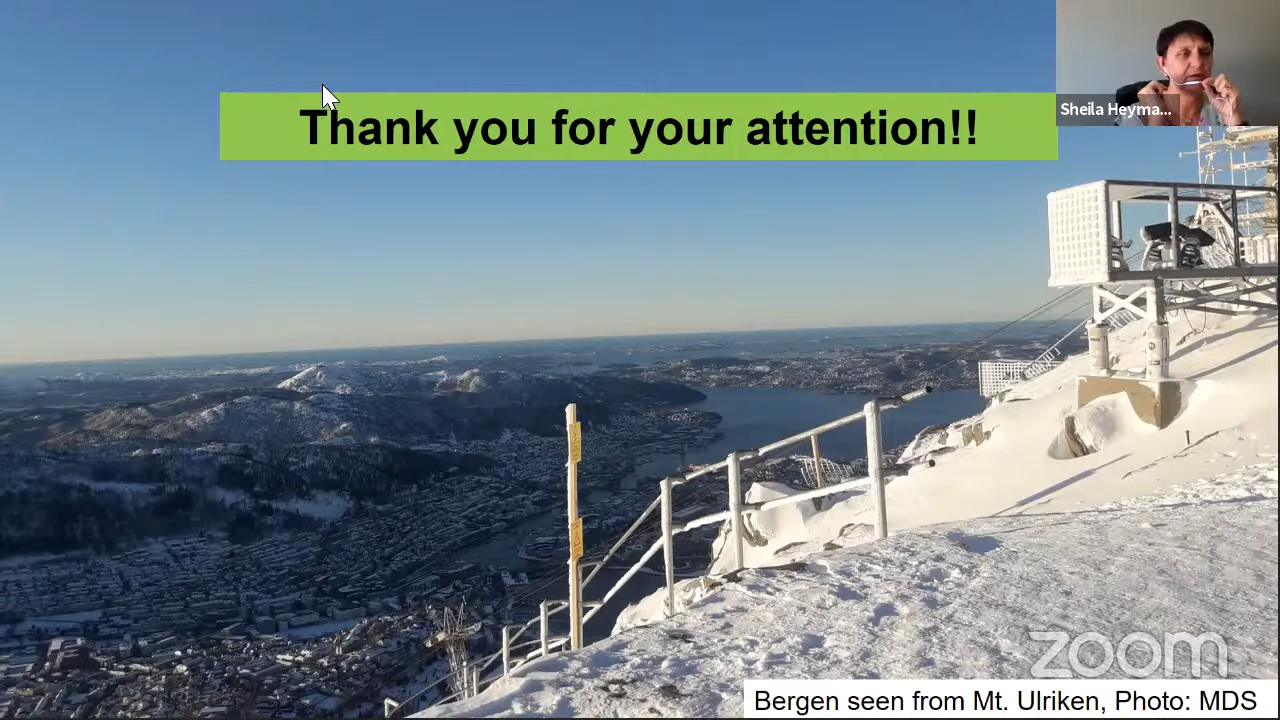 Thank you for your attention!!
Sheila Heyma...
zoom
Bergen seen from Mt. Ulriken, Photo: MDS